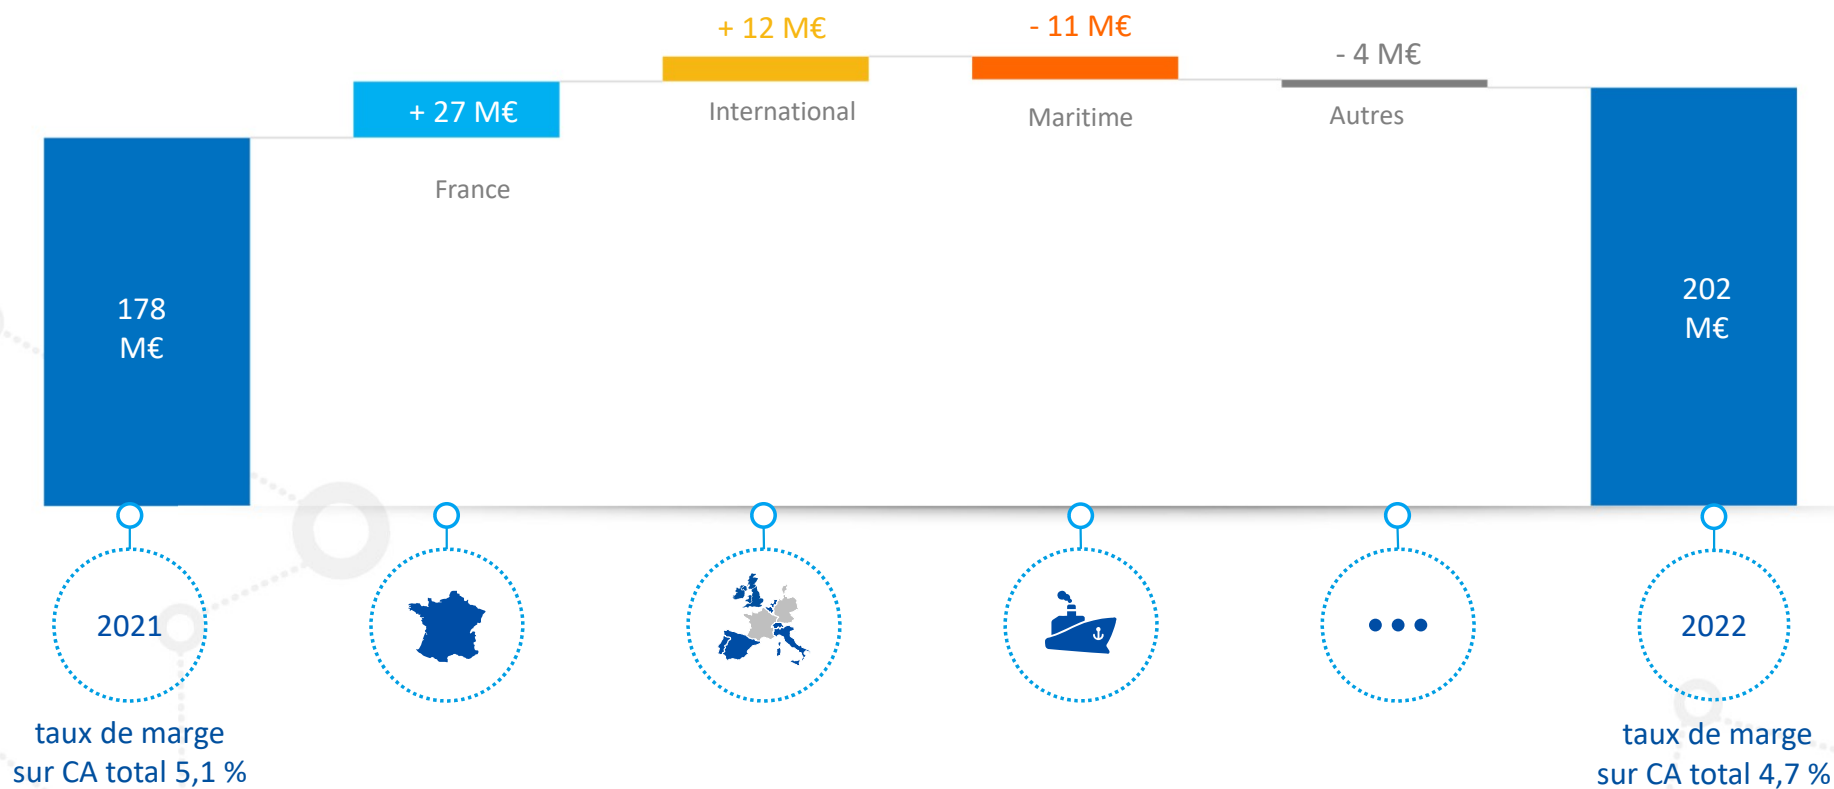 + 12 M€
- 11 M€
- 4 M€
+ 27 M€
International
Maritime
Autres
France
178
M€
202
M€
2021
2022
taux de marge
sur CA total 5,1 %
taux de marge
sur CA total 4,7 %